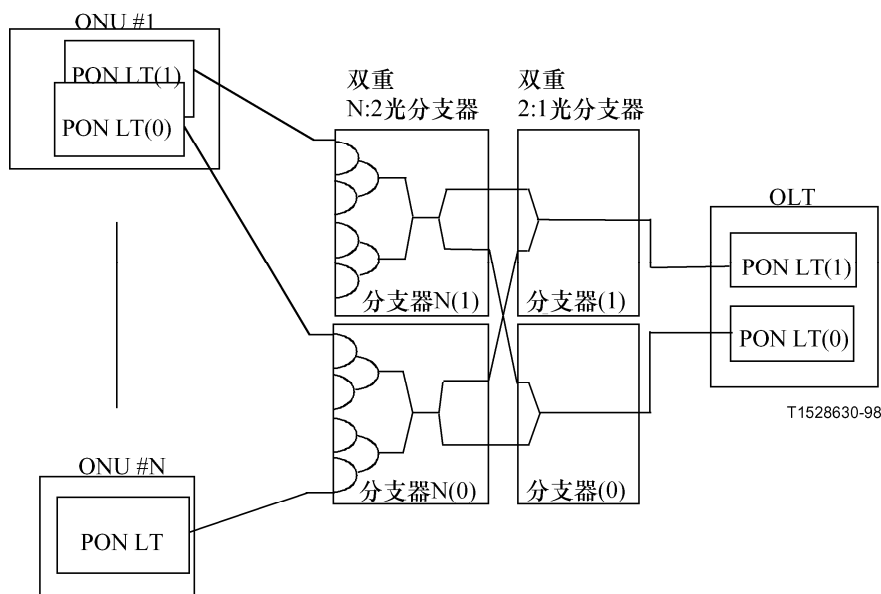 ONU #1
PON LT(1)
PON LT(0)
双重
N:2光分支器
双重
2:1光分支器
OLT
PON LT(1)
PON LT(0)
分支器N(1)
分支器(1)
T1528630-98
ONU #N
PON LT
分支器N(0)
分支器(0)